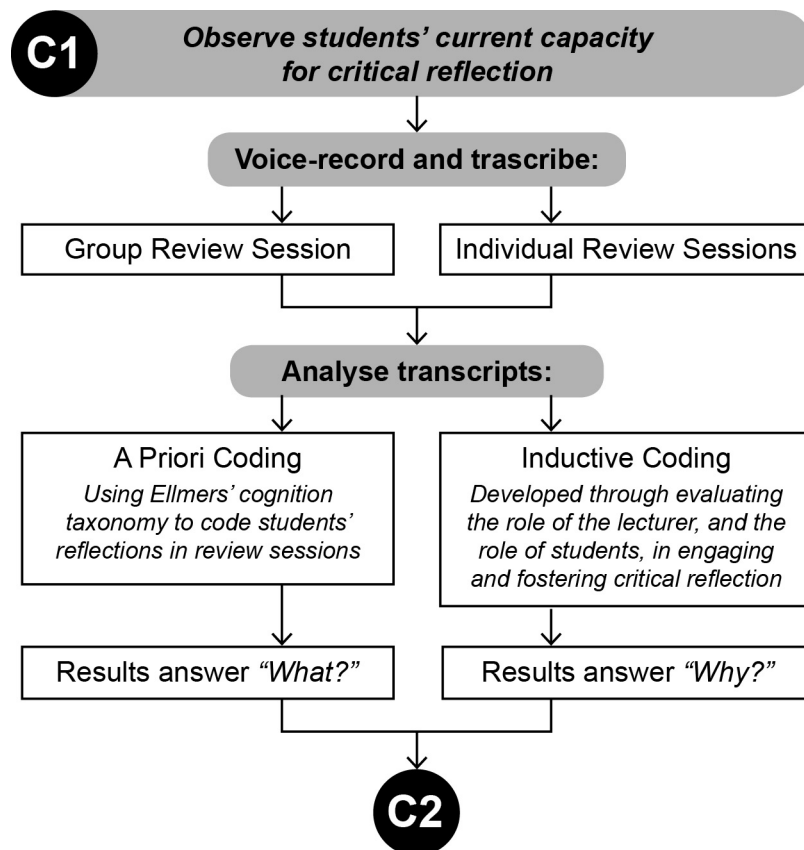 C1
Observe students’ current capacity
for critical reflection
Voice-record and trascribe:
Group Review Session
Individual Review Sessions
Analyse transcripts:
A Priori Coding
Using Ellmers’ cognition
taxonomy to code students’
reflections in review sessions
Inductive Coding
Developed through evaluating
the role of the lecturer, and the
role of students, in engaging
and fostering critical reflection
Results answer “What?”
Results answer “Why?”
C2